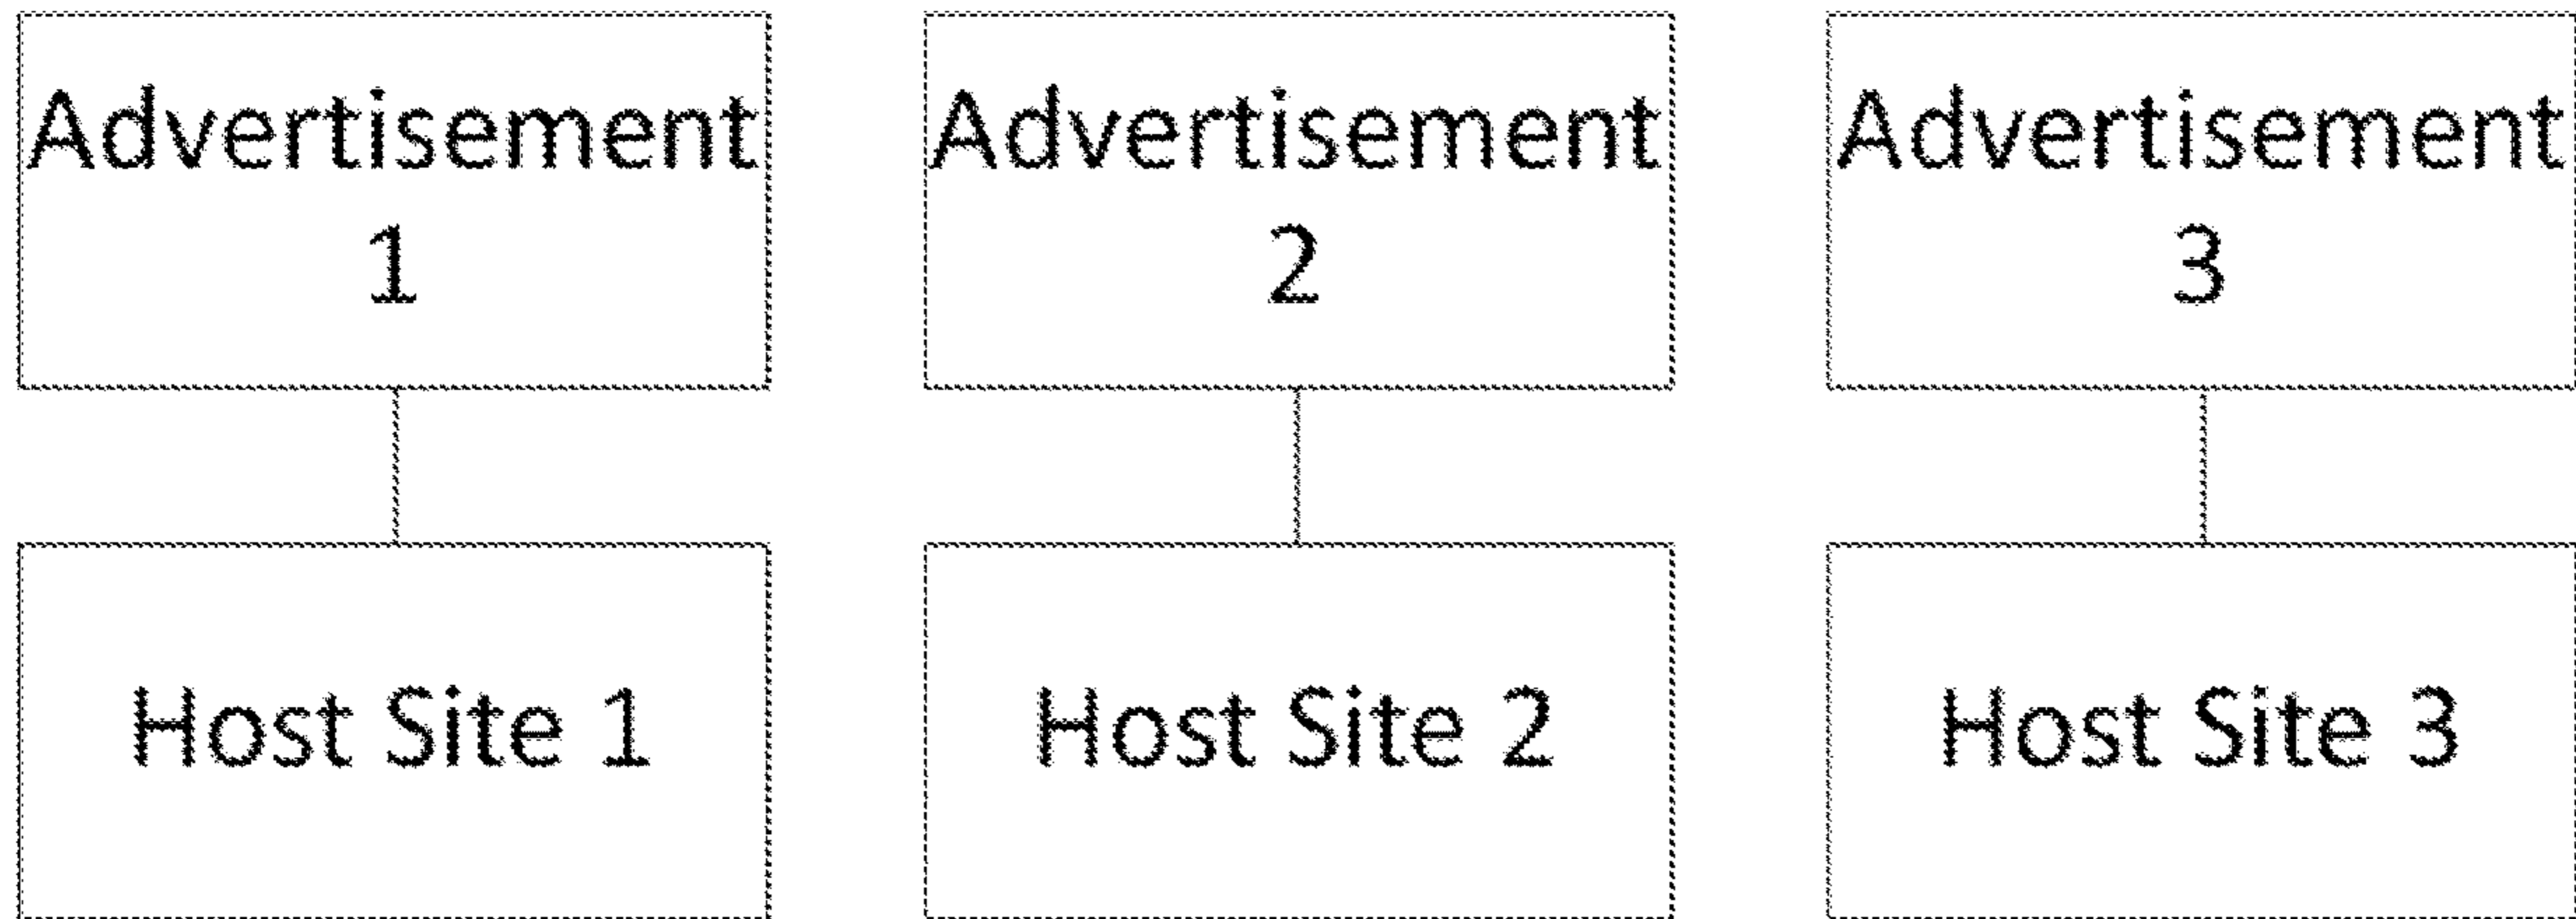 Advertisement
1
Advertisement
2
Advertisement
3
Host Site 1
Host Site 2
Host Site 3